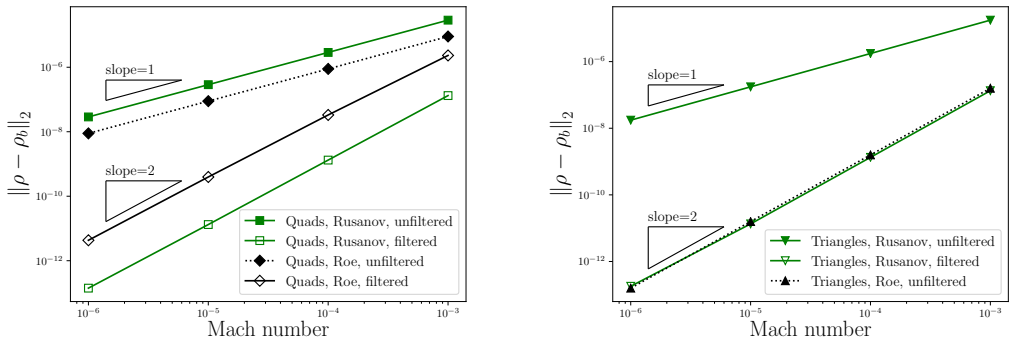 ‖ρ − ρ_b‖₂
10⁻⁶
10⁻⁸
10⁻¹⁰
10⁻¹²
slope=1
slope=2
Quads, Rusanov, unfiltered
Quads, Rusanov, filtered
Quads, Roe, unfiltered
Quads, Roe, filtered
10⁻⁶ 10⁻⁵ 10⁻⁴ 10⁻³
Mach number
‖ρ − ρ_b‖₂
10⁻⁶
10⁻⁸
10⁻¹⁰
10⁻¹²
slope=1
slope=2
Triangles, Rusanov, unfiltered
Triangles, Rusanov, filtered
Triangles, Roe, unfiltered
10⁻⁶ 10⁻⁵ 10⁻⁴ 10⁻³
Mach number